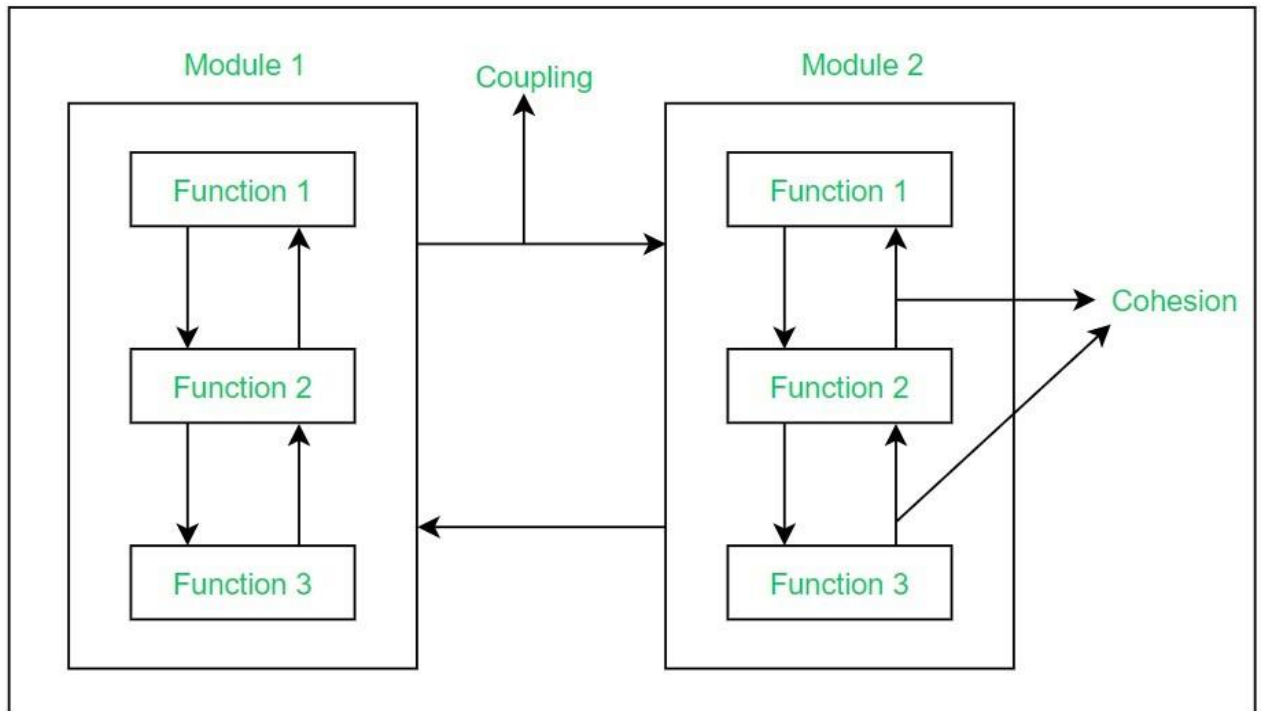 Module 1
Coupling
Module 2
Function 1
Function 1
Cohesion
Function 2
Function 2
Function 3
Function 3